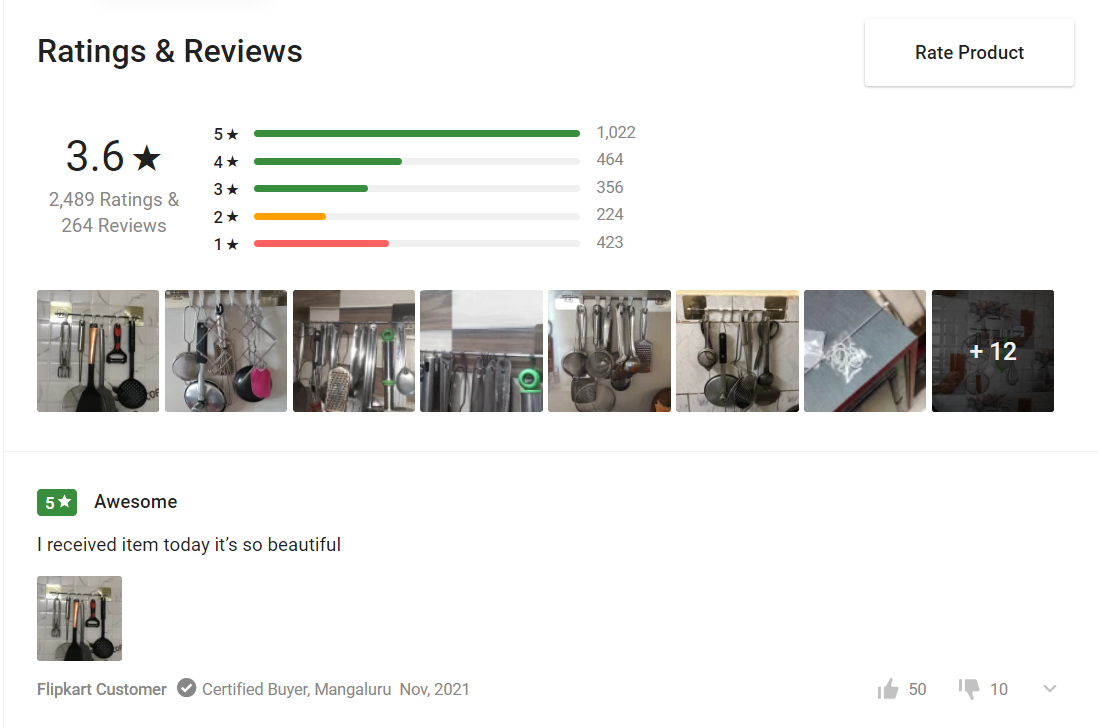 Ratings & Reviews
Rate Product
3.6 ★
2,489 Ratings &
264 Reviews
5 ★ 1,022
4 ★ 464
3 ★ 356
2 ★ 224
1 ★ 423
+ 12
5 ★ Awesome
I received item today it’s so beautiful
Flipkart Customer Certified Buyer, Mangaluru Nov, 2021 50 10